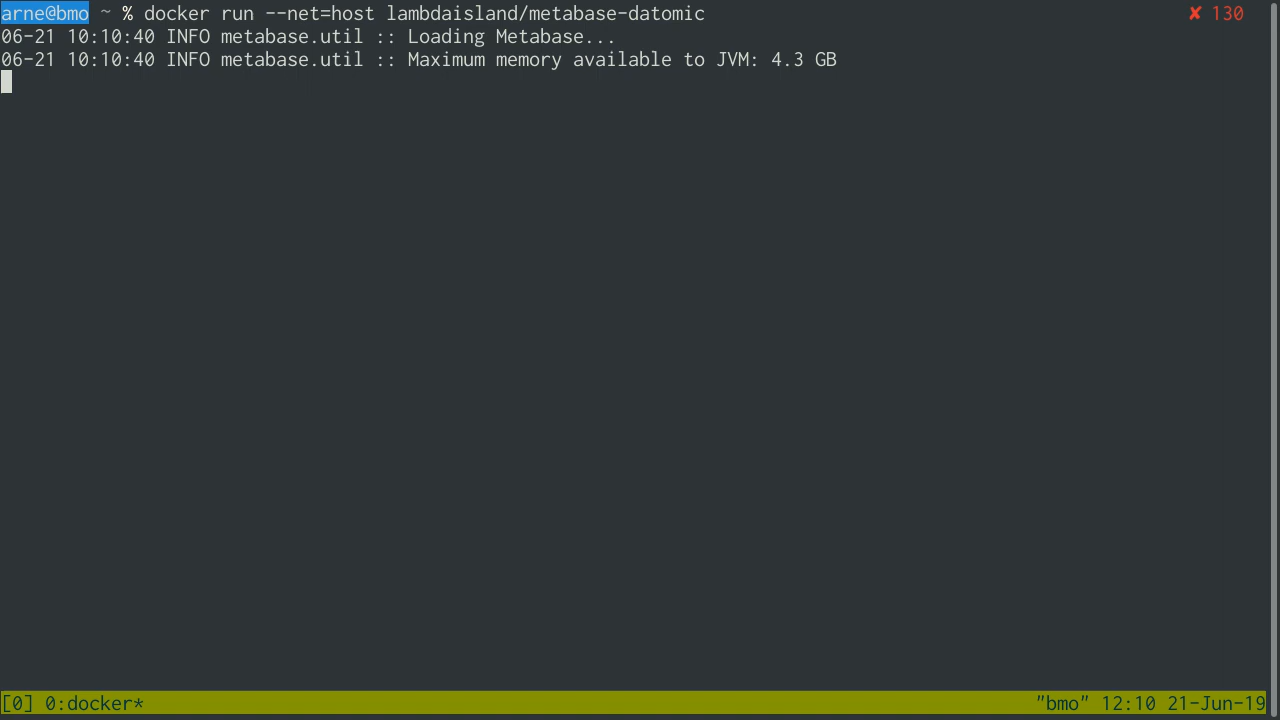 arne@bmo ~ % docker run --net=host lambdaisland/metabase-datomic ✘ 130
06-21 10:10:40 INFO metabase.util :: Loading Metabase...
06-21 10:10:40 INFO metabase.util :: Maximum memory available to JVM: 4.3 GB
[0] 0:docker* "bmo" 12:10 21-Jun-19